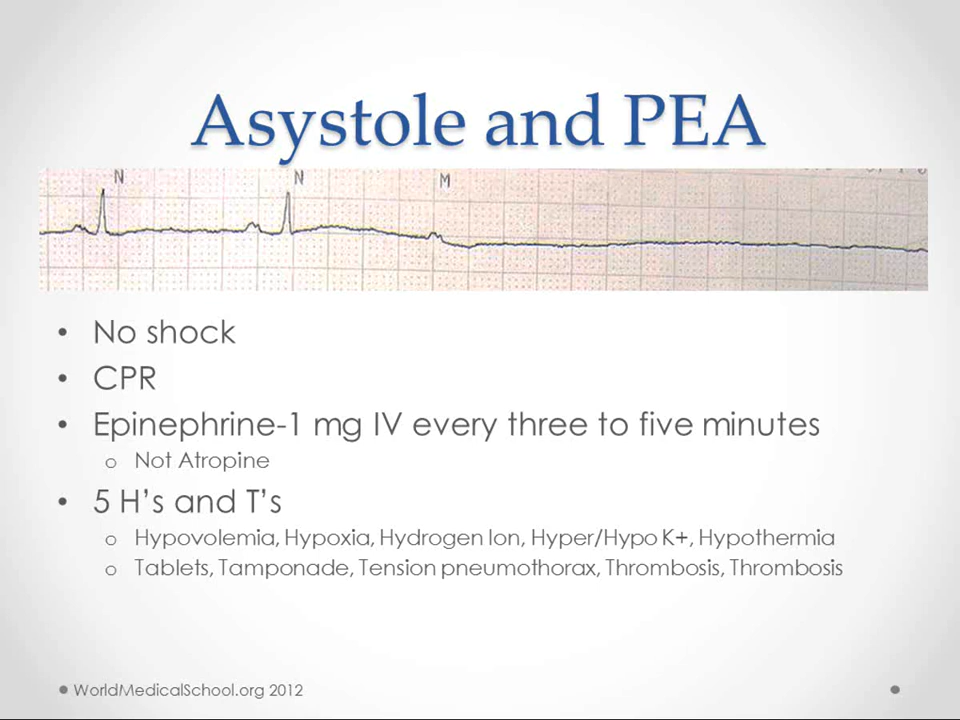 Asystole and PEA
N N M
• No shock
• CPR
• Epinephrine-1 mg IV every three to five minutes
o Not Atropine
• 5 H's and T's
o Hypovolemia, Hypoxia, Hydrogen Ion, Hyper/Hypo K+, Hypothermia
o Tablets, Tamponade, Tension pneumothorax, Thrombosis, Thrombosis
WorldMedicalSchool.org 2012